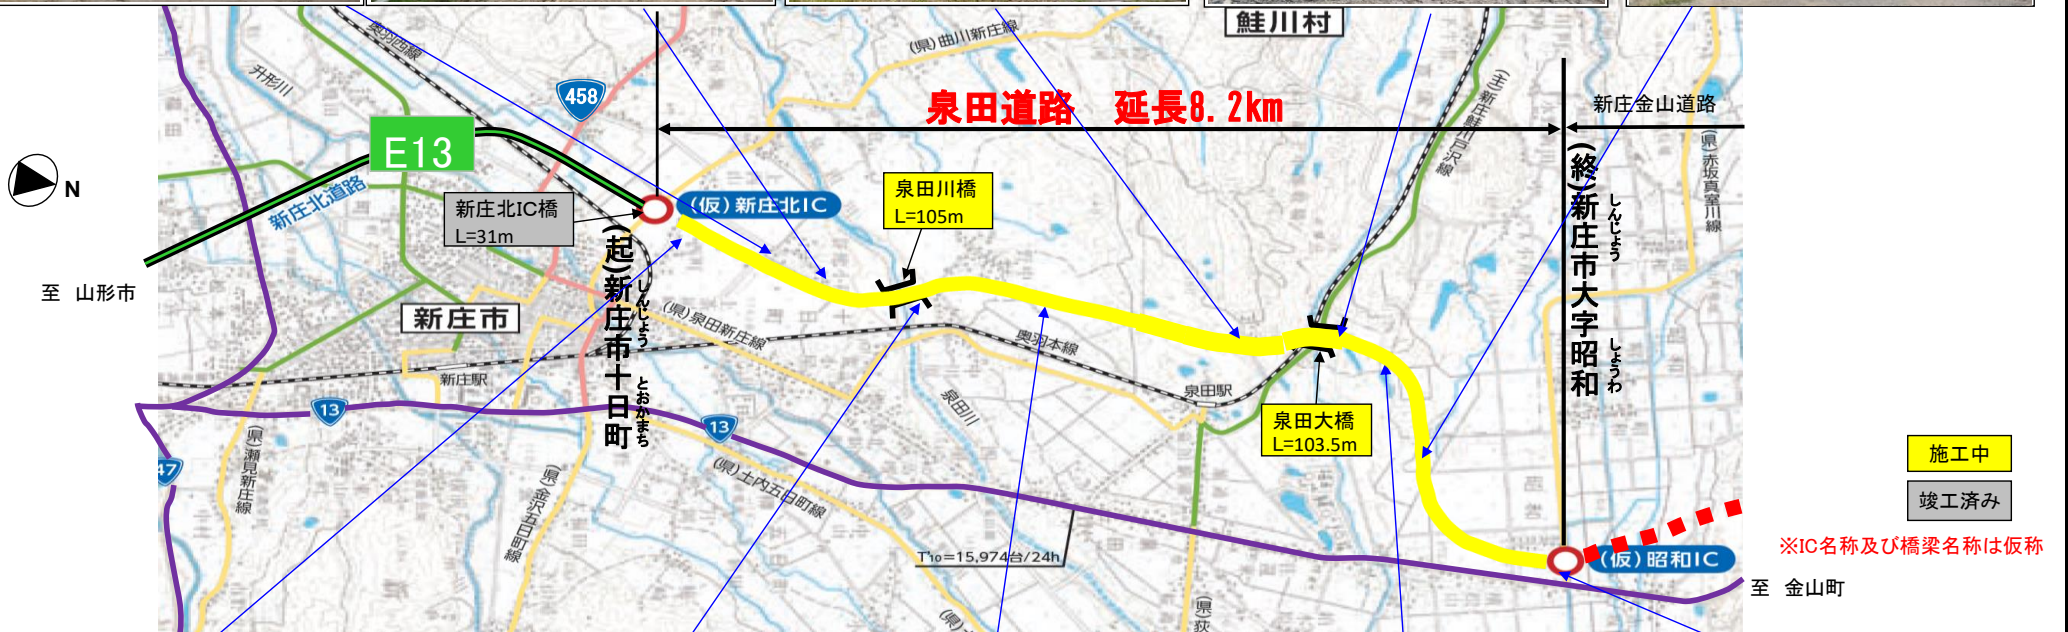 鮭川村
奥羽西線
(県)曲川新庄線
升形川
458
泉田道路　延長8.2km
新庄金山道路
(主)新庄鮭川戸沢線
(県)赤坂真室川線
E13
N
新庄北道路
新庄北IC橋
L=31m
(仮)新庄北IC
泉田川橋
L=105m
(起)新庄市十日町
しんじょう
とおかまち
(終)新庄市大字昭和
しんじょう
しょうわ
至 山形市
新庄市
(県)泉田新庄線
奥羽本線
新庄駅
泉田駅
泉田川
13
13
47
泉田大橋
L=103.5m
(県)瀬見新庄線
(県)金沢五日町線
(県)土内五日町線
T'10=15,974台/24h
施工中
竣工済み
※IC名称及び橋梁名称は仮称
(仮)昭和IC
至 金山町
(県)
(県)荻